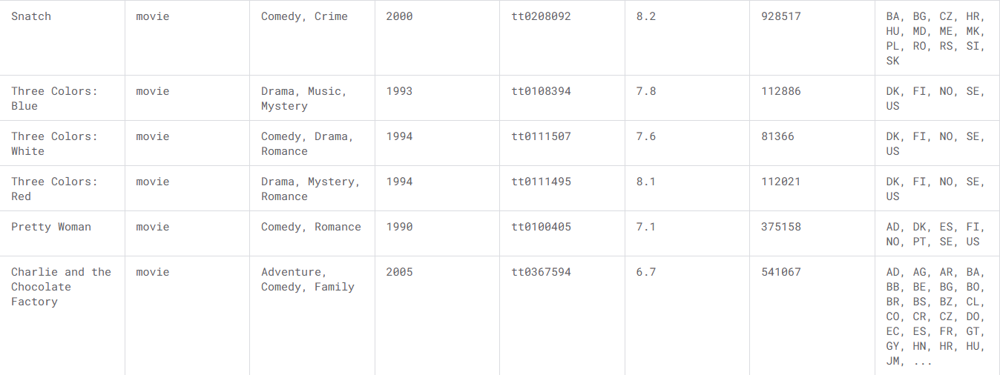 Snatch movie Comedy, Crime 2000 tt0208092 8.2 928517 BA, BG, CZ, HR,
HU, MD, ME, MK,
PL, RO, RS, SI,
SK
Three Colors: movie Drama, Music, 1993 tt0108394 7.8 112886 DK, FI, NO, SE,
Blue Mystery US
Three Colors: movie Comedy, Drama, 1994 tt0111507 7.6 81366 DK, FI, NO, SE,
White Romance US
Three Colors: movie Drama, Mystery, 1994 tt0111495 8.1 112021 DK, FI, NO, SE,
Red Romance US
Pretty Woman movie Comedy, Romance 1990 tt0100405 7.1 375158 AD, DK, ES, FI,
NO, PT, SE, US
Charlie and the movie Adventure, 2005 tt0367594 6.7 541067 AD, AG, AR, BA,
Chocolate Comedy, Family BB, BE, BG, BO,
Factory BR, BS, BZ, CL,
CO, CR, CZ, DO,
EC, ES, FR, GT,
GY, HN, HR, HU,
JM, ...